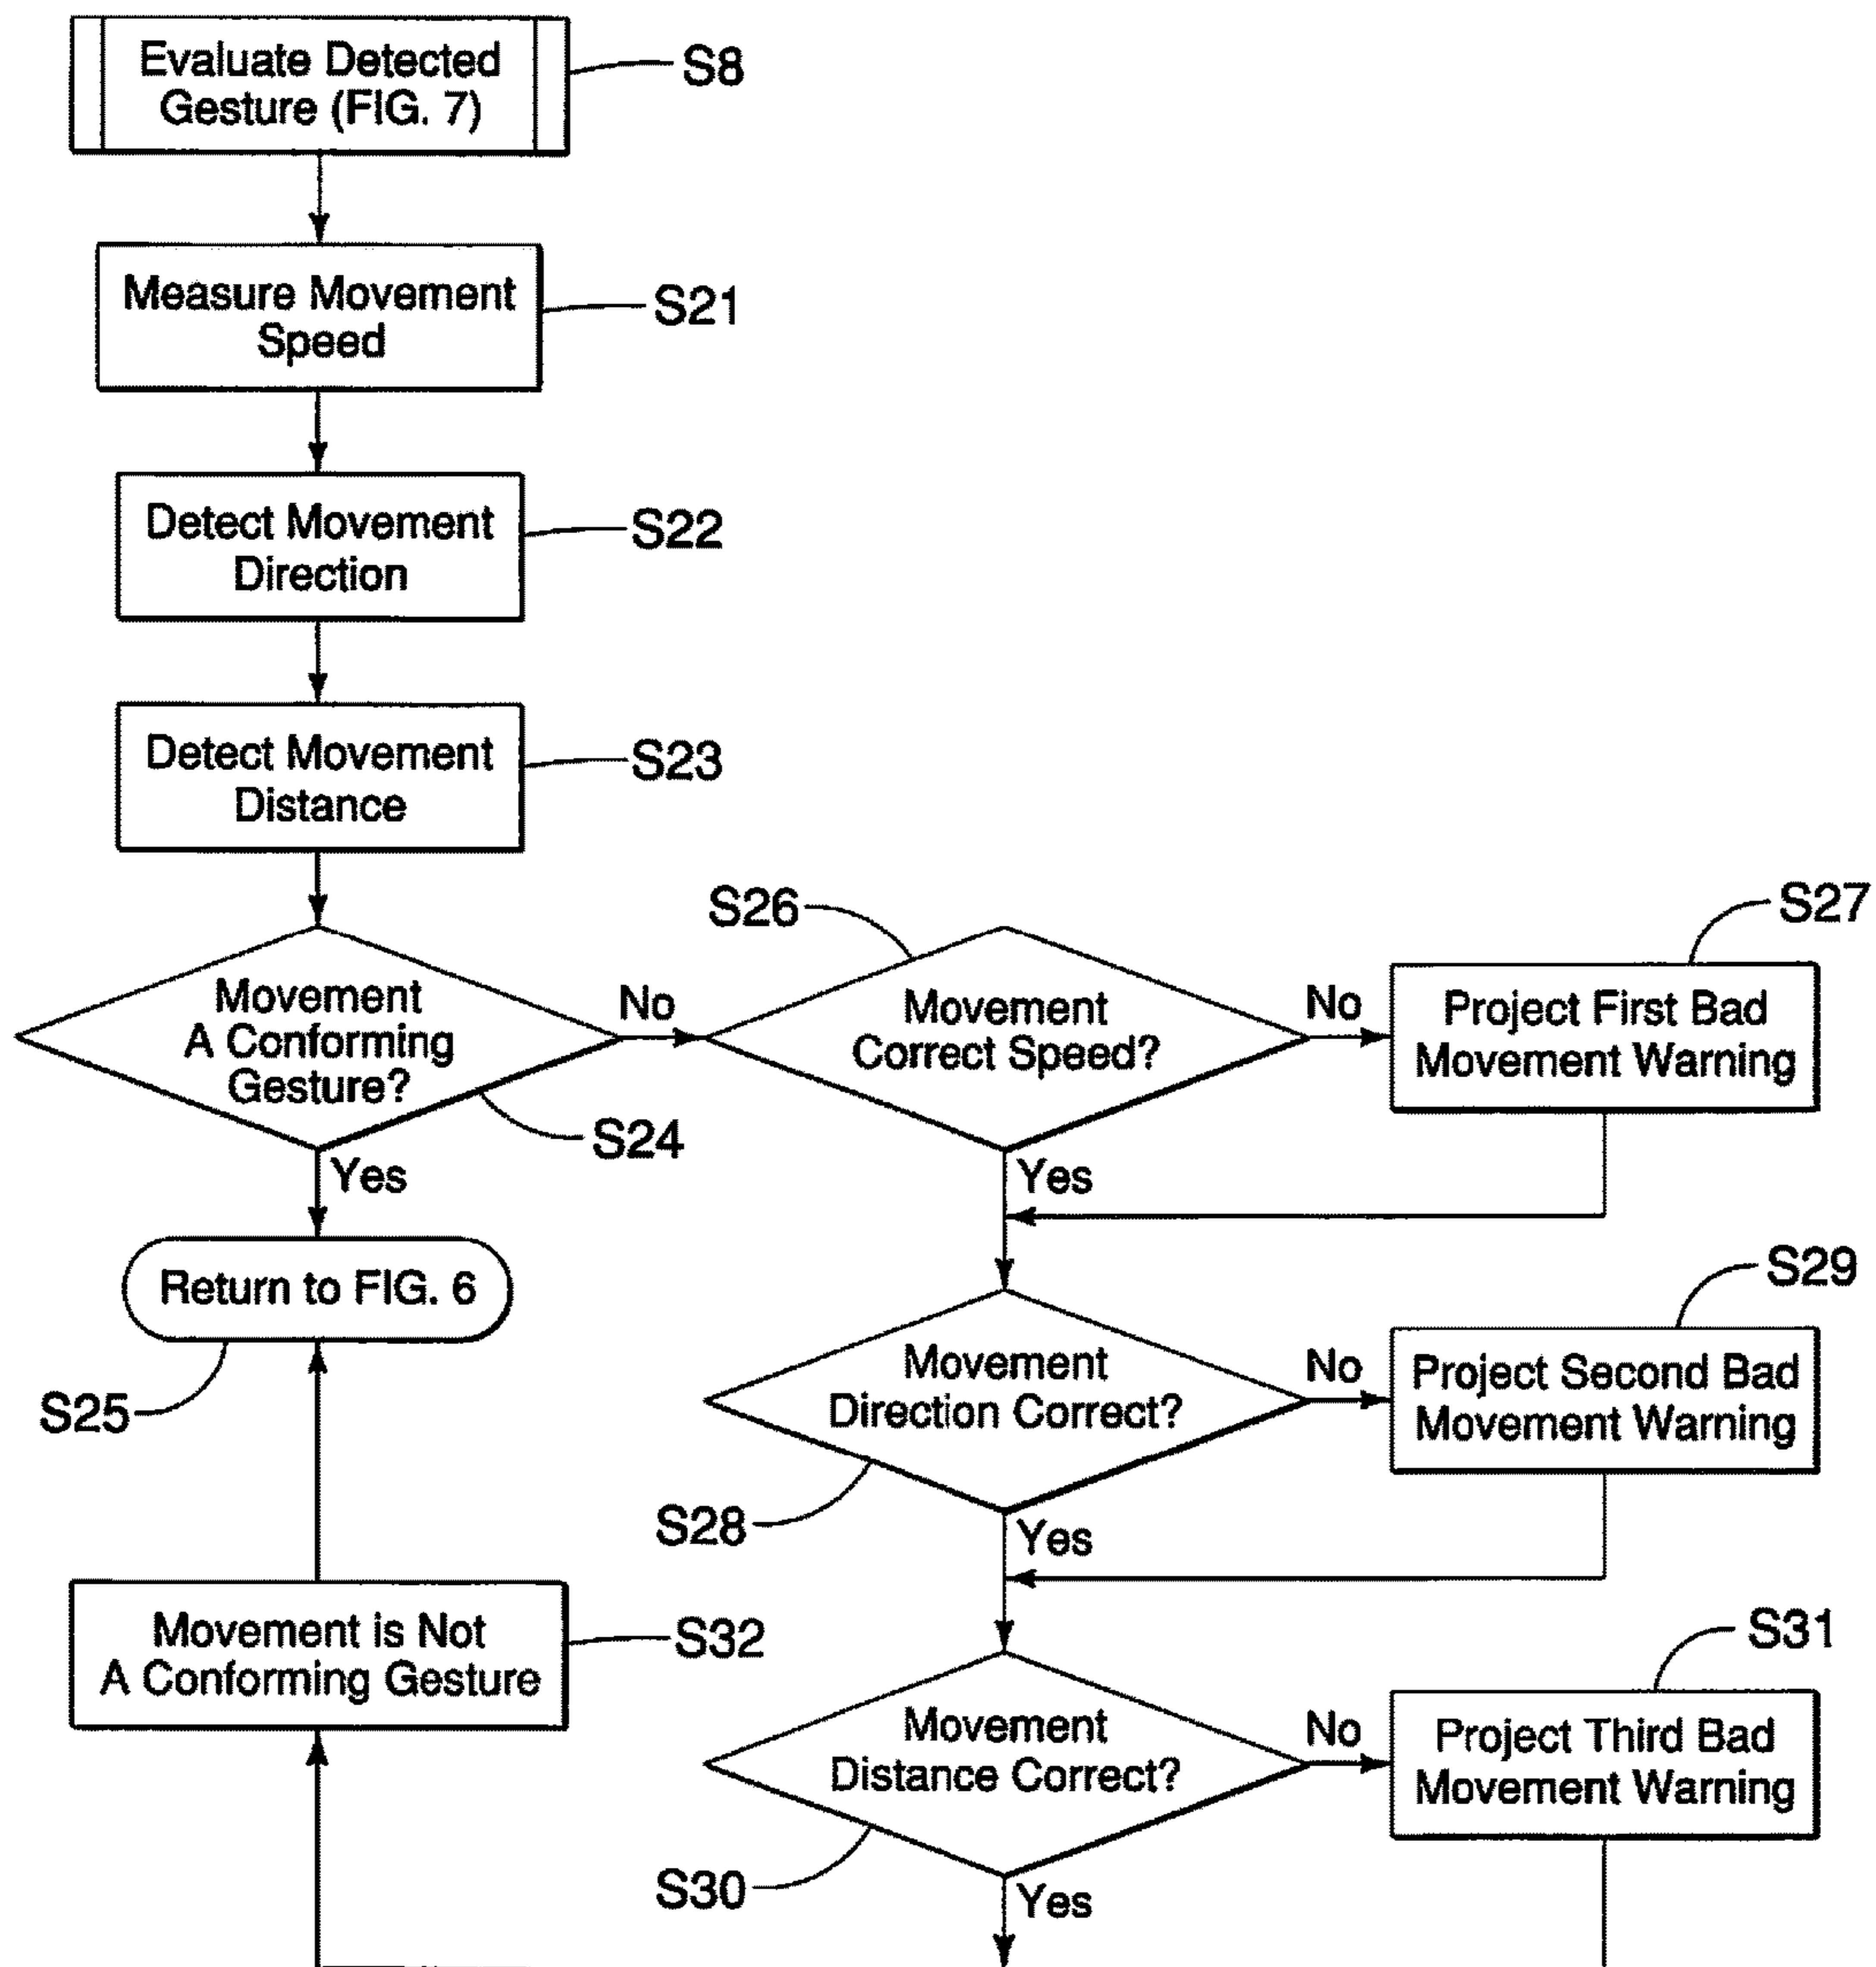 Evaluate Detected
Gesture (FIG. 7)
S8
Measure Movement
Speed
S21
Detect Movement
Direction
S22
Detect Movement
Distance
S23
Movement
A Conforming
Gesture?
S24
No
Yes
Return to FIG. 6
S25
S26
Movement
Correct Speed?
No
Yes
S27
Project First Bad
Movement Warning
Movement
Direction Correct?
S28
No
Yes
S29
Project Second Bad
Movement Warning
Movement
Distance Correct?
S30
No
Yes
S31
Project Third Bad
Movement Warning
Movement is Not
A Conforming Gesture
S32